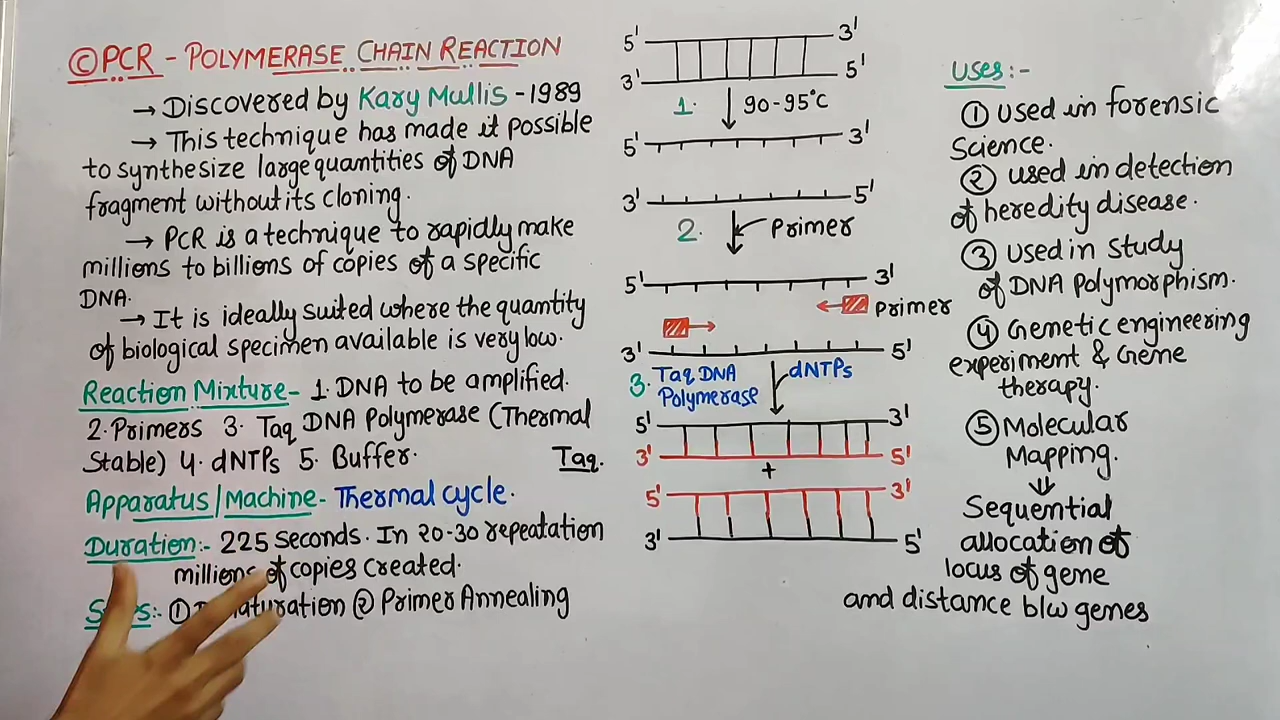 ©PCR - POLYMERASE CHAIN REACTION
→ Discovered by Kary Mullis - 1989
→ This technique has made it possible
to synthesize large quantities of DNA
fragment without its cloning.
→ PCR is a technique to rapidly make
millions to billions of copies of a specific
DNA.
→ It is ideally suited where the quantity
of biological specimen available is very low.
Reaction Mixture- 1. DNA to be amplified.
2. Primers 3. Taq DNA Polymerase (Thermal
Stable) 4. dNTPs 5. Buffer. Taq.
Apparatus/Machine- Thermal cycle.
Duration:- 225 seconds. In 20-30 repeatation
millions of copies created.
① ② Primer Annealing
5' 3'
3' 5'
1. 90-95°C
5' 3'
3' 5'
2. Primer
5' 3'
Primer
3' 5'
3. Taq DNA dNTPs
Polymerase
5' 3'
3' 5'
+
5' 3'
3' 5'
Uses:-
① used in forensic
science.
② used in detection
of heredity disease.
③ used in study
of DNA Polymorphism.
④ Genetic engineering
experiment & Gene
therapy.
⑤ Molecular
Mapping.
⇓
Sequential
allocation of
locus of gene
and distance b/w genes